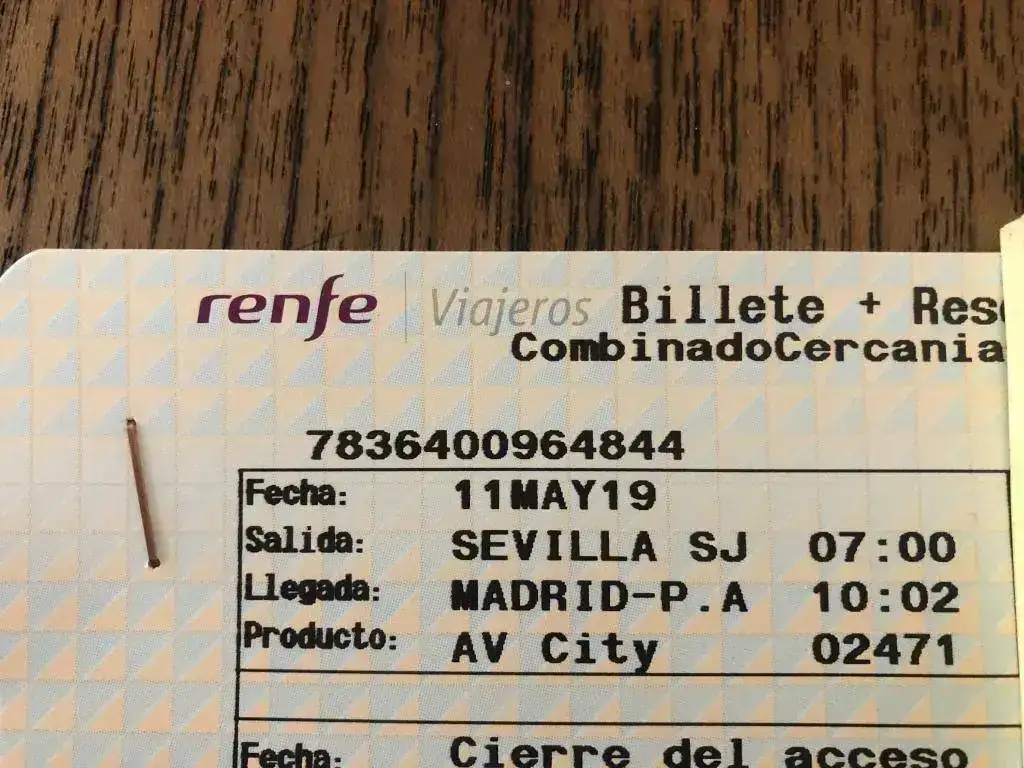 renfe Viajeros Billete + Res
CombinadoCercania
7836400964844
Fecha: 11MAY19
Salida: SEVILLA SJ 07:00
Llegada: MADRID-P.A 10:02
Producto: AV City 02471
Fecha: Cierre del acceso